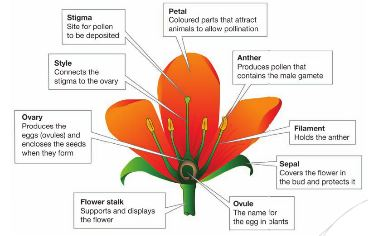 Petal
Coloured parts that attract
animals to allow pollination
Stigma
Site for pollen
to be deposited
Anther
Produces pollen that
contains the male gamete
Style
Connects the
stigma to the ovary
Ovary
Produces the
eggs (ovules) and
encloses the seeds
when they form
Filament
Holds the anther
Sepal
Covers the flower in
the bud and protects it
Flower stalk
Supports and displays
the flower
Ovule
The name for
the egg in plants